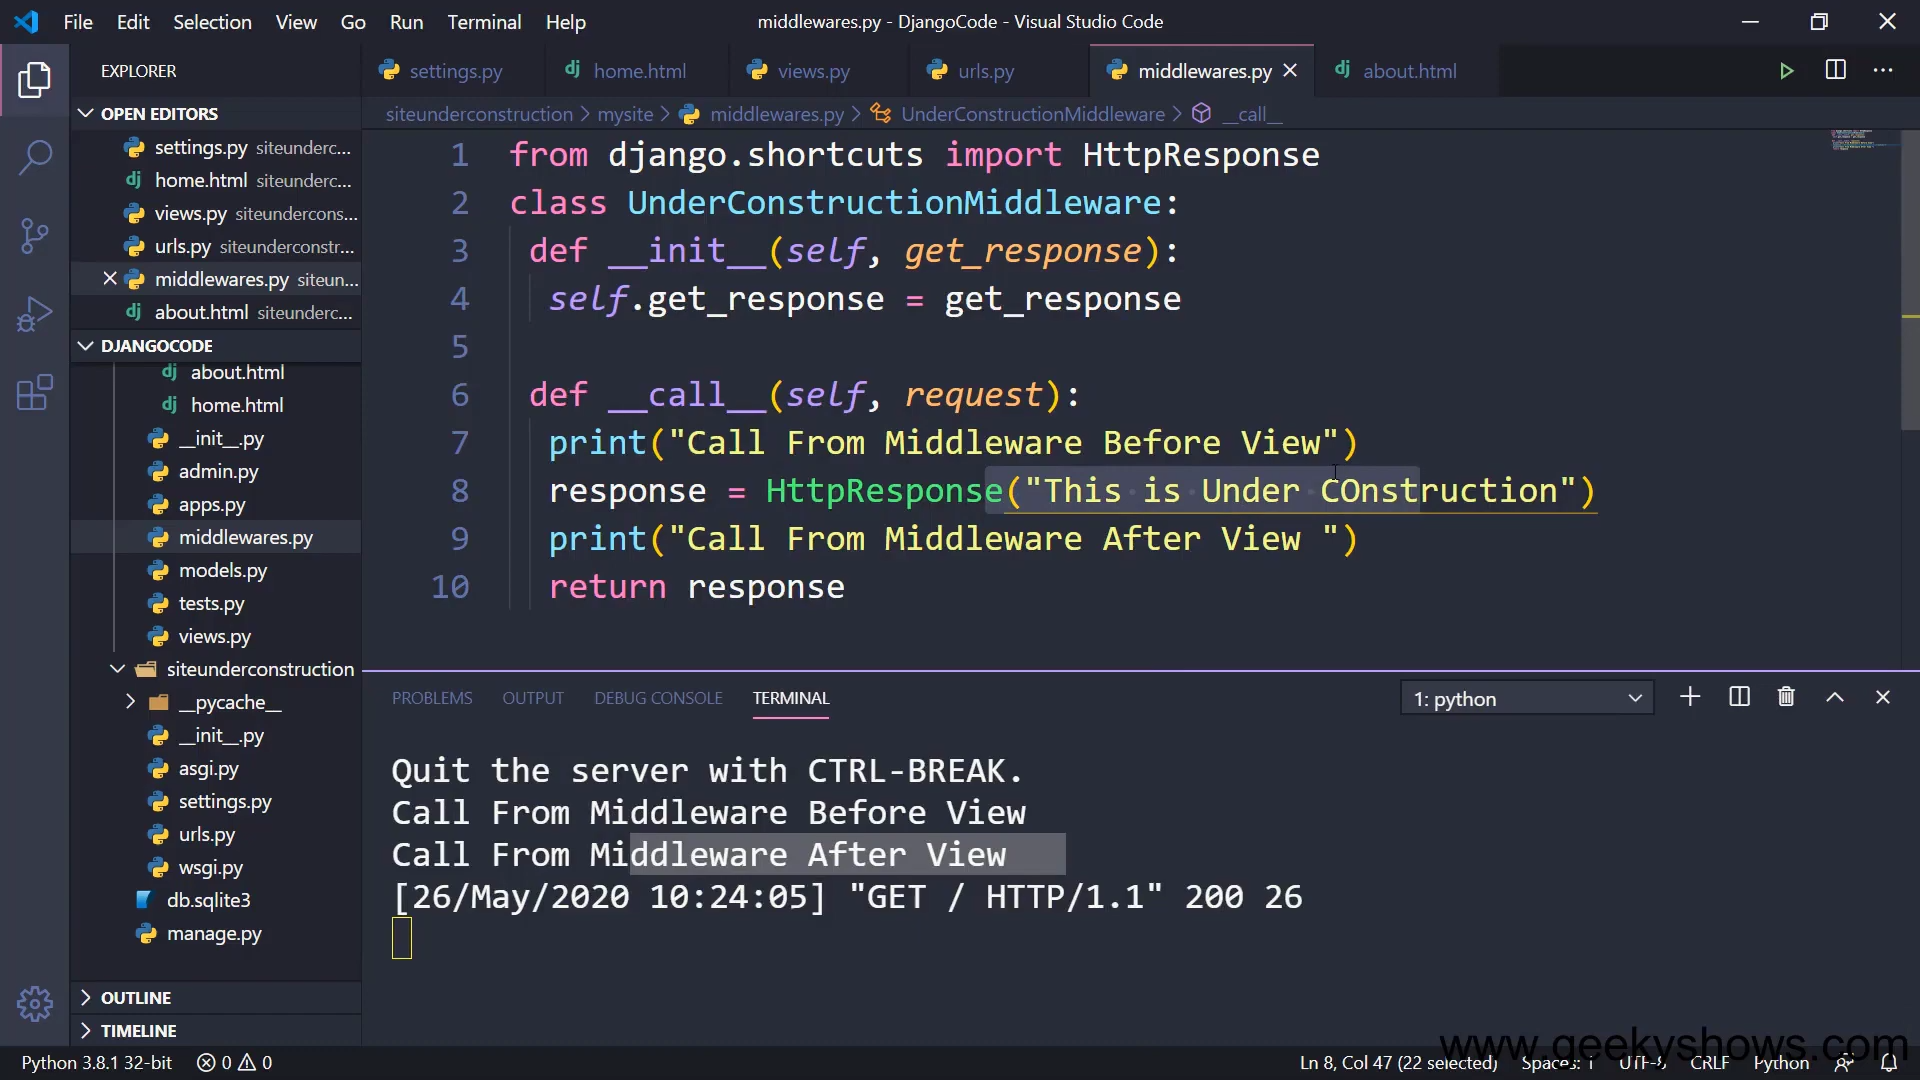 File Edit Selection View Go Run Terminal Help
middlewares.py - DjangoCode - Visual Studio Code
EXPLORER
OPEN EDITORS
settings.py siteunderc...
home.html siteunderc...
views.py siteundercons...
urls.py siteunderconstr...
middlewares.py siteun...
about.html siteunderc...
DJANGOCODE
about.html
home.html
__init__.py
admin.py
apps.py
middlewares.py
models.py
tests.py
views.py
siteunderconstruction
__pycache__
__init__.py
asgi.py
settings.py
urls.py
wsgi.py
db.sqlite3
manage.py
OUTLINE
TIMELINE
settings.py home.html views.py urls.py middlewares.py about.html
siteunderconstruction > mysite > middlewares.py > UnderConstructionMiddleware > __call__
1 from django.shortcuts import HttpResponse
2 class UnderConstructionMiddleware:
3 def __init__(self, get_response):
4 self.get_response = get_response
5
6 def __call__(self, request):
7 print("Call From Middleware Before View")
8 response = HttpResponse("This is Under COnstruction")
9 print("Call From Middleware After View ")
10 return response
PROBLEMS OUTPUT DEBUG CONSOLE TERMINAL
1: python
Quit the server with CTRL-BREAK.
Call From Middleware Before View
Call From Middleware After View
[26/May/2020 10:24:05] "GET / HTTP/1.1" 200 26
www.geekyshows.com
Python 3.8.1 32-bit 0 0
Ln 8, Col 47 (22 selected) Spaces: 1 UTF-8 CRLF Python